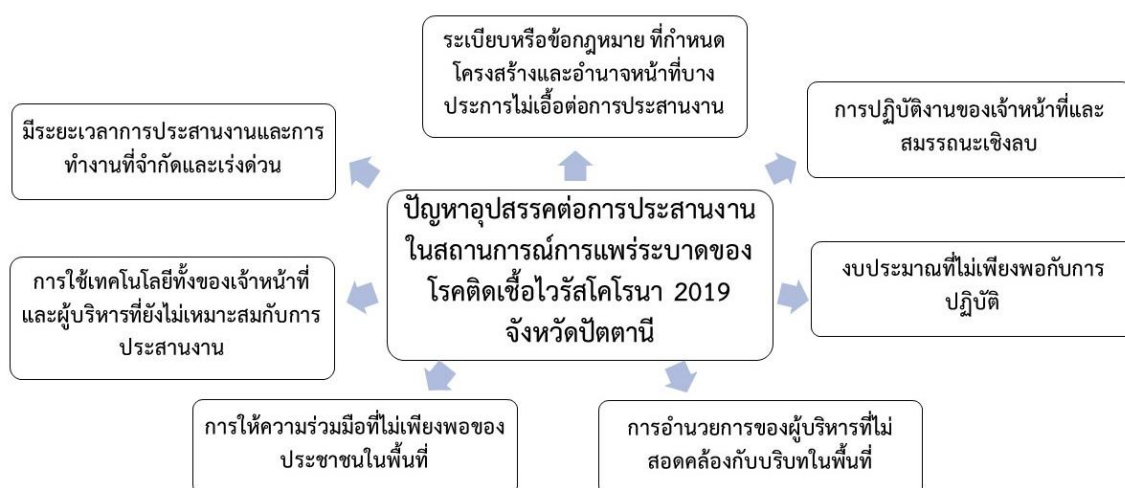 ระเบียบหรือข้อกฎหมาย ที่กำหนด
โครงสร้างและอำนาจหน้าที่บาง
ประการไม่เอื้อต่อการประสานงาน
มีระยะเวลาการประสานงานและการ
ทำงานที่จำกัดและเร่งด่วน
การปฏิบัติงานของเจ้าหน้าที่และ
สมรรถนะเชิงลบ
ปัญหาอุปสรรคต่อการประสานงาน
ในสถานการณ์การแพร่ระบาดของ
โรคติดเชื้อไวรัสโคโรนา 2019
จังหวัดปัตตานี
การใช้เทคโนโลยีทั้งของเจ้าหน้าที่
และผู้บริหารที่ยังไม่เหมาะสมกับการ
ประสานงาน
งบประมาณที่ไม่เพียงพอกับการ
ปฏิบัติ
การให้ความร่วมมือที่ไม่เพียงพอของ
ประชาชนในพื้นที่
การอำนวยการของผู้บริหารที่ไม่
สอดคล้องกับบริบทในพื้นที่